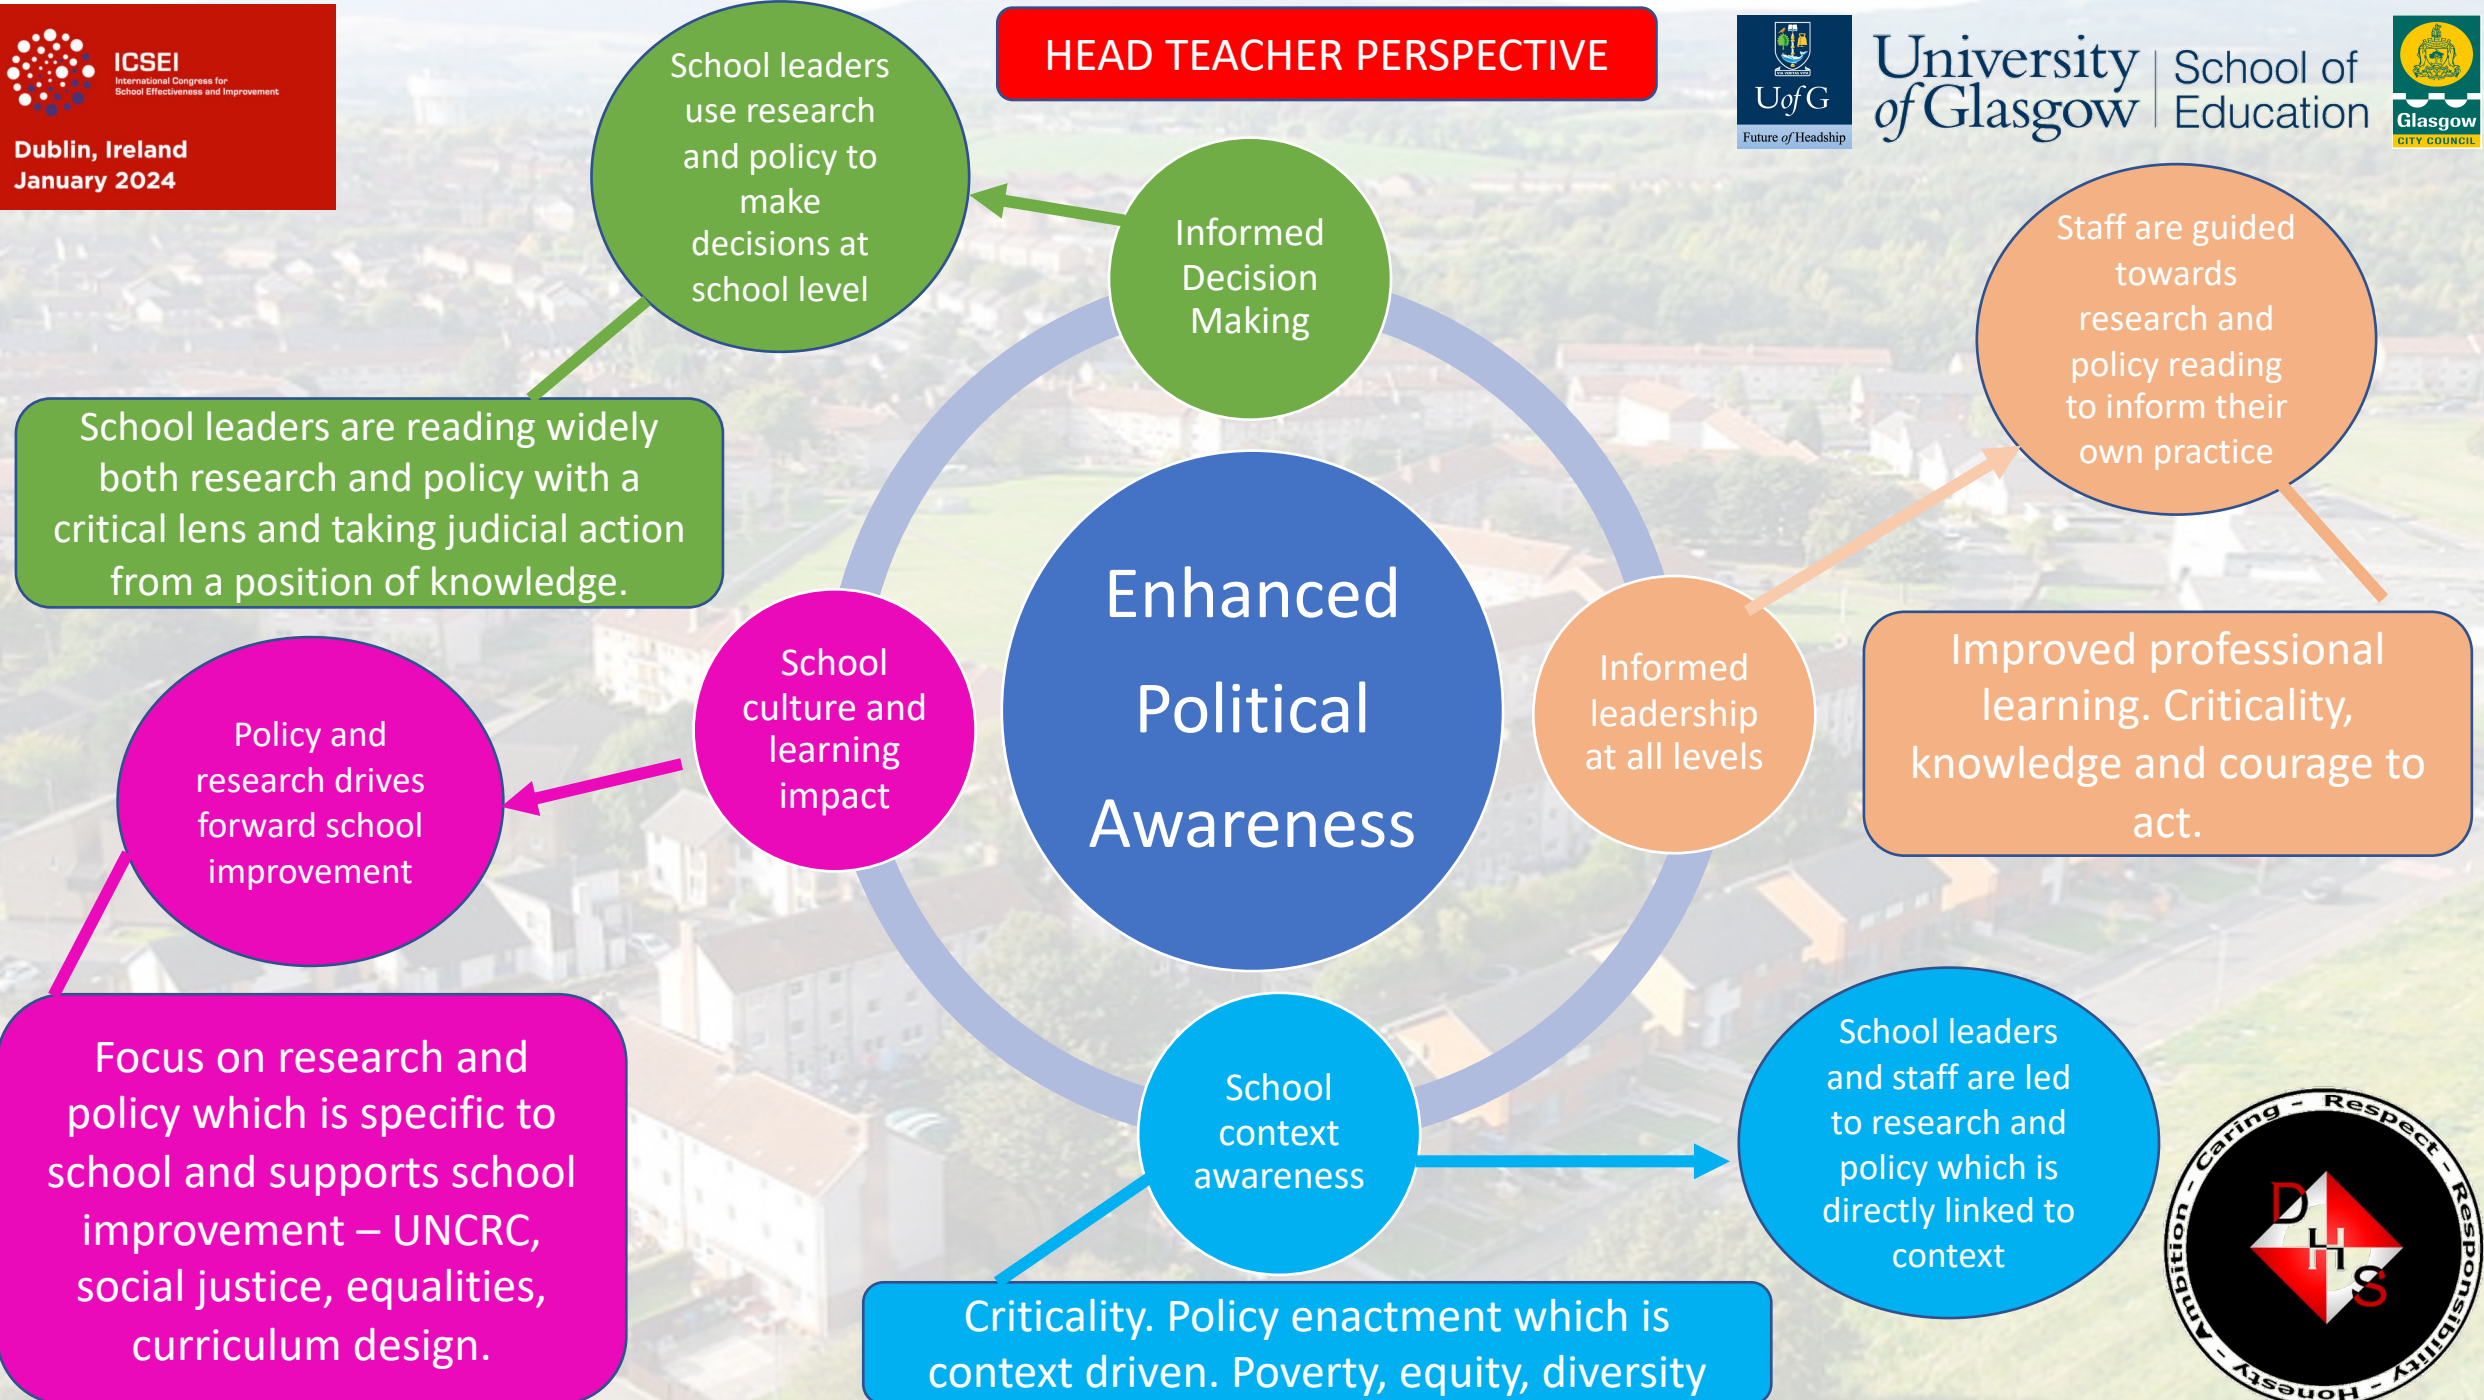 ICSEI
International Congress for
School Effectiveness and Improvement
Dublin, Ireland
January 2024
HEAD TEACHER PERSPECTIVE
VIA VERITAS VITA
UofG
Future of Headship
University
of Glasgow
School of
Education
Glasgow
CITY COUNCIL
School leaders
use research
and policy to
make
decisions at
school level
Informed
Decision
Making
Staff are guided
towards
research and
policy reading
to inform their
own practice
School leaders are reading widely
both research and policy with a
critical lens and taking judicial action
from a position of knowledge.
Enhanced
Political
Awareness
School
culture and
learning
impact
Informed
leadership
at all levels
Improved professional
learning. Criticality,
knowledge and courage to
act.
Policy and
research drives
forward school
improvement
Focus on research and
policy which is specific to
school and supports school
improvement – UNCRC,
social justice, equalities,
curriculum design.
School
context
awareness
School leaders
and staff are led
to research and
policy which is
directly linked to
context
Criticality. Policy enactment which is
context driven. Poverty, equity, diversity
Ambition - Caring - Respect - Responsibility - Honesty -
DHS